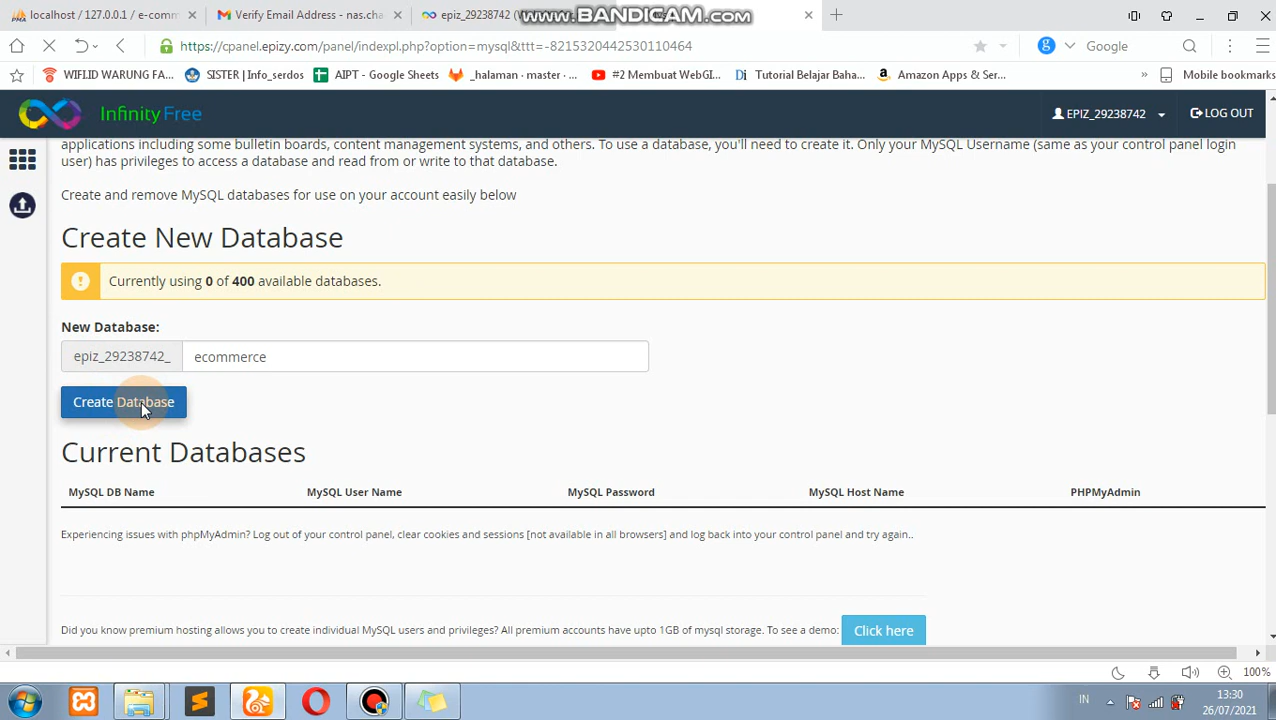 localhost / 127.0.0.1 / e-comm
Verify Email Address - nas.cha
epiz_29238742 (W
www.BANDICAM.com
https://cpanel.epizy.com/panel/indexpl.php?option=mysql&ttt=-8215320442530110464
Google
WIFI.ID WARUNG FA...
SISTER | Info_serdos
AIPT - Google Sheets
_halaman · master · ...
#2 Membuat WebGI...
Tutorial Belajar Baha...
Amazon Apps & Ser...
»
Mobile bookmarks
InfinityFree
EPIZ_29238742
LOG OUT
applications including some bulletin boards, content management systems, and others. To use a database, you'll need to create it. Only your MySQL Username (same as your control panel login
user) has privileges to access a database and read from or write to that database.
Create and remove MySQL databases for use on your account easily below
Create New Database
Currently using 0 of 400 available databases.
New Database:
epiz_29238742_
ecommerce
Create Database
Current Databases
MySQL DB Name
MySQL User Name
MySQL Password
MySQL Host Name
PHPMyAdmin
Experiencing issues with phpMyAdmin? Log out of your control panel, clear cookies and sessions [not available in all browsers] and log back into your control panel and try again..
Did you know premium hosting allows you to create individual MySQL users and privileges? All premium accounts have upto 1GB of mysql storage. To see a demo:
Click here
100%
IN
13:30
26/07/2021